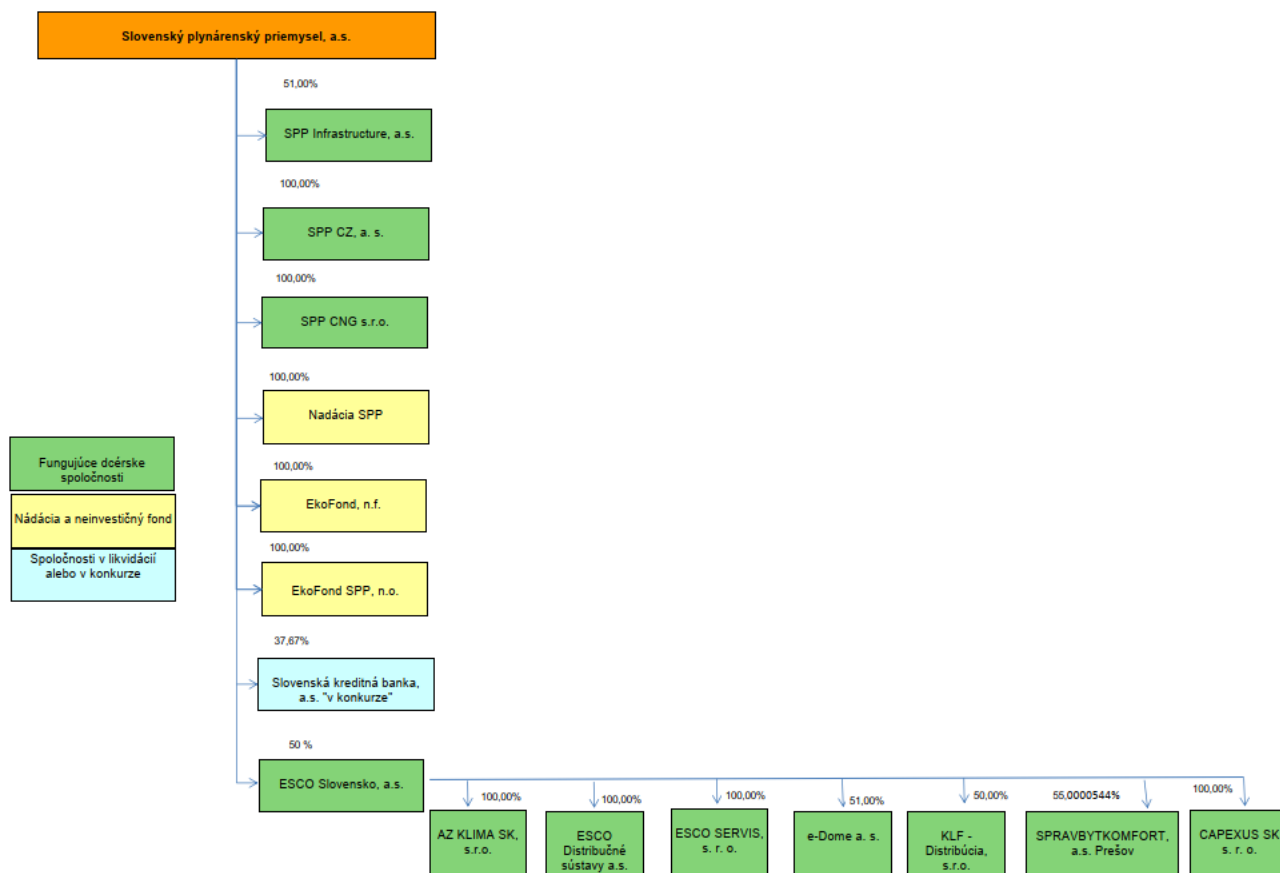 Slovenský plynárenský priemysel, a.s.
51,00%
SPP Infrastructure, a.s.
100,00%
SPP CZ, a. s.
100,00%
SPP CNG s.r.o.
100,00%
Nadácia SPP
100,00%
EkoFond, n.f.
100,00%
EkoFond SPP, n.o.
37,67%
Slovenská kreditná banka,
a.s. "v konkurze"
50 %
ESCO Slovensko, a.s.
Fungujúce dcérske
spoločnosti
Nádácia a neinvestičný fond
Spoločnosti v likvidácií
alebo v konkurze
100,00%
AZ KLIMA SK,
s.r.o.
100,00%
ESCO
Distribučné
sústavy a.s.
100,00%
ESCO SERVIS,
s. r. o.
51,00%
e-Dome a. s.
50,00%
KLF -
Distribúcia,
s.r.o.
55,0000544%
SPRAVBYTKOMFORT,
a.s. Prešov
100,00%
CAPEXUS SK
s. r. o.